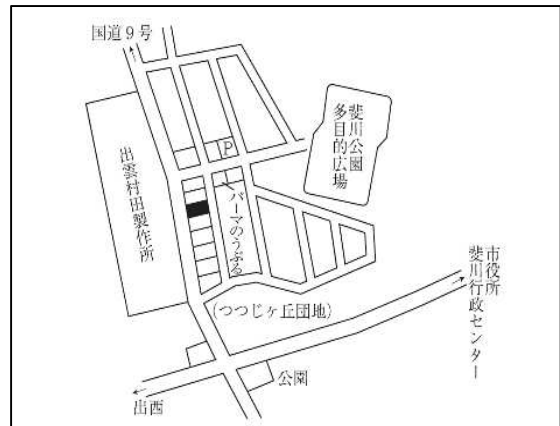 国道９号
斐川公園
多目的広場
P
出雲村田製作所
パーマのうぶる
市役所
斐川行政センター
(つつじヶ丘団地)
公園
出西